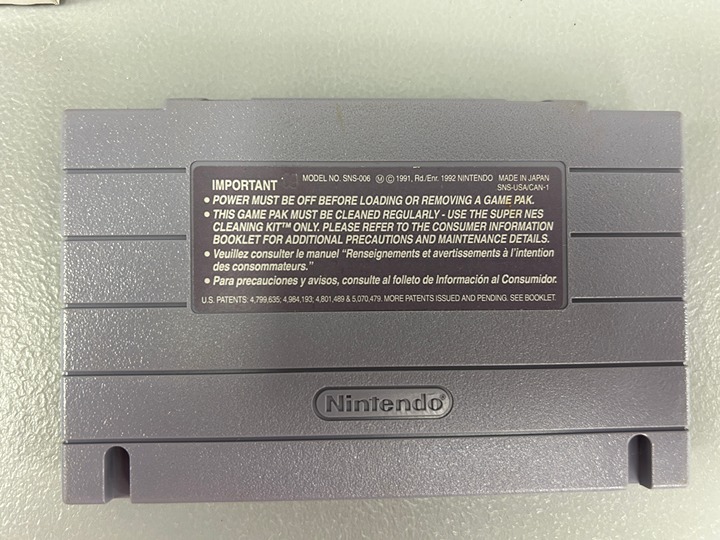 IMPORTANT MODEL NO. SNS-006 Ⓜ © 1991, Rd./Enr. 1992 NINTENDO MADE IN JAPAN
SNS-USA/CAN-1
• POWER MUST BE OFF BEFORE LOADING OR REMOVING A GAME PAK.
• THIS GAME PAK MUST BE CLEANED REGULARLY - USE THE SUPER NES
CLEANING KIT™ ONLY. PLEASE REFER TO THE CONSUMER INFORMATION
BOOKLET FOR ADDITIONAL PRECAUTIONS AND MAINTENANCE DETAILS.
• Veuillez consulter le manuel "Renseignements et avertissements à l'intention
des consommateurs."
• Para precauciones y avisos, consulte al folleto de Información al Consumidor.
U.S. PATENTS: 4,799,635; 4,984,193; 4,801,489 & 5,070,479. MORE PATENTS ISSUED AND PENDING. SEE BOOKLET.
Nintendo®